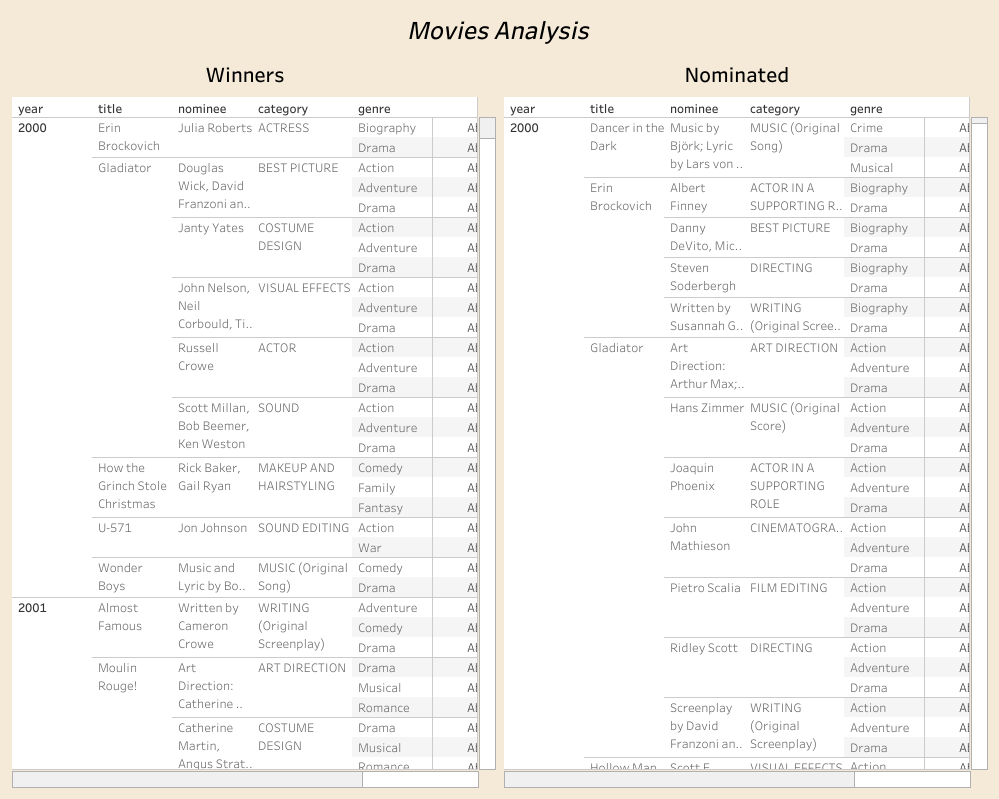 Movies Analysis
Winners
year title nominee category genre
2000 Erin Julia Roberts ACTRESS Biography
Brockovich Drama
Gladiator Douglas BEST PICTURE Action
Wick, David Adventure
Franzoni an.. Drama
Janty Yates COSTUME Action
DESIGN Adventure
Drama
John Nelson, VISUAL EFFECTS Action
Neil Adventure
Corbould, Ti.. Drama
Russell ACTOR Action
Crowe Adventure
Drama
Scott Millan, SOUND Action
Bob Beemer, Adventure
Ken Weston Drama
How the Rick Baker, MAKEUP AND Comedy
Grinch Stole Gail Ryan HAIRSTYLING Family
Christmas Fantasy
U-571 Jon Johnson SOUND EDITING Action
War
Wonder Music and MUSIC (Original Comedy
Boys Lyric by Bo.. Song) Drama
2001 Almost Written by WRITING Adventure
Famous Cameron (Original Comedy
Crowe Screenplay) Drama
Moulin Art ART DIRECTION Drama
Rouge! Direction: Musical
Catherine .. Romance
Catherine COSTUME Drama
Martin, DESIGN Musical
Angus Strat.. Romance
Nominated
year title nominee category genre
2000 Dancer in the Music by MUSIC (Original Crime
Dark Björk; Lyric Song) Drama
by Lars von .. Musical
Erin Albert ACTOR IN A Biography
Brockovich Finney SUPPORTING R.. Drama
Danny BEST PICTURE Biography
DeVito, Mic.. Drama
Steven DIRECTING Biography
Soderbergh Drama
Written by WRITING Biography
Susannah G.. (Original Scree.. Drama
Gladiator Art ART DIRECTION Action
Direction: Adventure
Arthur Max;.. Drama
Hans Zimmer MUSIC (Original Action
Score) Adventure
Drama
Joaquin ACTOR IN A Action
Phoenix SUPPORTING Adventure
ROLE Drama
John CINEMATOGRA.. Action
Mathieson Adventure
Drama
Pietro Scalia FILM EDITING Action
Adventure
Drama
Ridley Scott DIRECTING Action
Adventure
Drama
Screenplay WRITING Action
by David (Original Adventure
Franzoni an.. Screenplay) Drama
Hollow Man Scott E. VISUAL EFFECTS Action